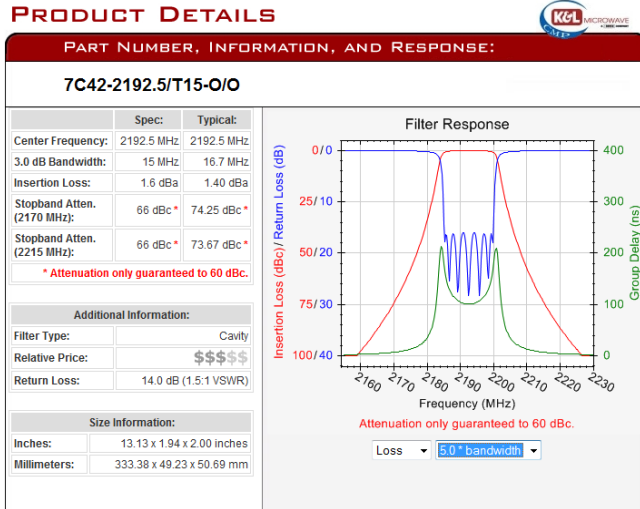 PRODUCT DETAILS
K&L MICROWAVE
CMP
PART NUMBER, INFORMATION, AND RESPONSE:
7C42-2192.5/T15-O/O
Spec: Typical:
Center Frequency: 2192.5 MHz 2192.5 MHz
3.0 dB Bandwidth: 15 MHz 16.7 MHz
Insertion Loss: 1.6 dBa 1.40 dBa
Stopband Atten.
(2170 MHz): 66 dBc * 74.25 dBc *
Stopband Atten.
(2215 MHz): 66 dBc * 73.67 dBc *
* Attenuation only guaranteed to 60 dBc.
Additional Information:
Filter Type: Cavity
Relative Price: $$$$$
Return Loss: 14.0 dB (1.5:1 VSWR)
Size Information:
Inches: 13.13 x 1.94 x 2.00 inches
Millimeters: 333.38 x 49.23 x 50.69 mm
Filter Response
Insertion Loss (dBc) / Return Loss (dB)
0/0
25/10
50/20
75/30
100/40
400
300
200
100
0
Group Delay (ns)
2160 2170 2180 2190 2200 2210 2220 2230
Frequency (MHz)
Attenuation only guaranteed to 60 dBc.
Loss 5.0 * bandwidth